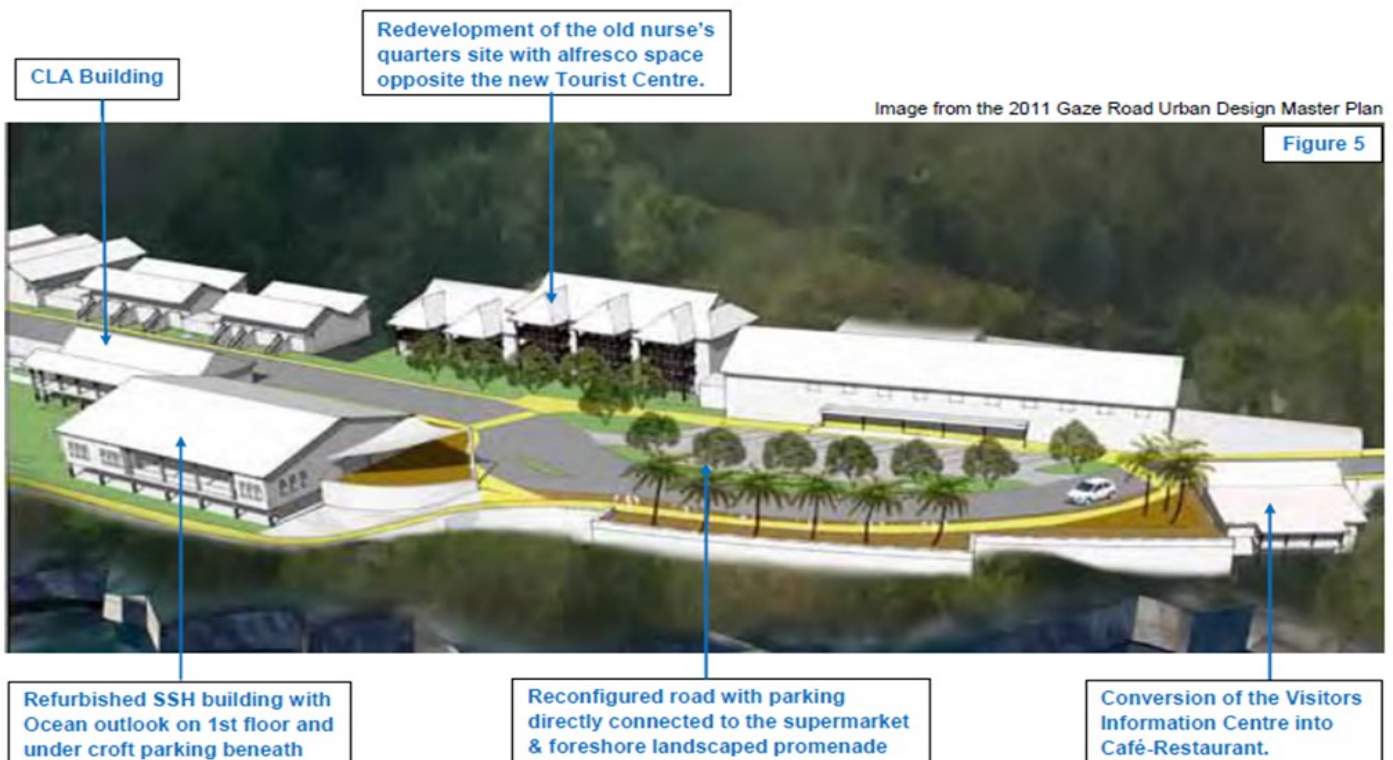 Redevelopment of the old nurse's
quarters site with alfresco space
opposite the new Tourist Centre.
CLA Building
Image from the 2011 Gaze Road Urban Design Master Plan
Figure 5
Refurbished SSH building with
Ocean outlook on 1st floor and
under croft parking beneath
Reconfigured road with parking
directly connected to the supermarket
& foreshore landscaped promenade
Conversion of the Visitors
Information Centre into
Café-Restaurant.